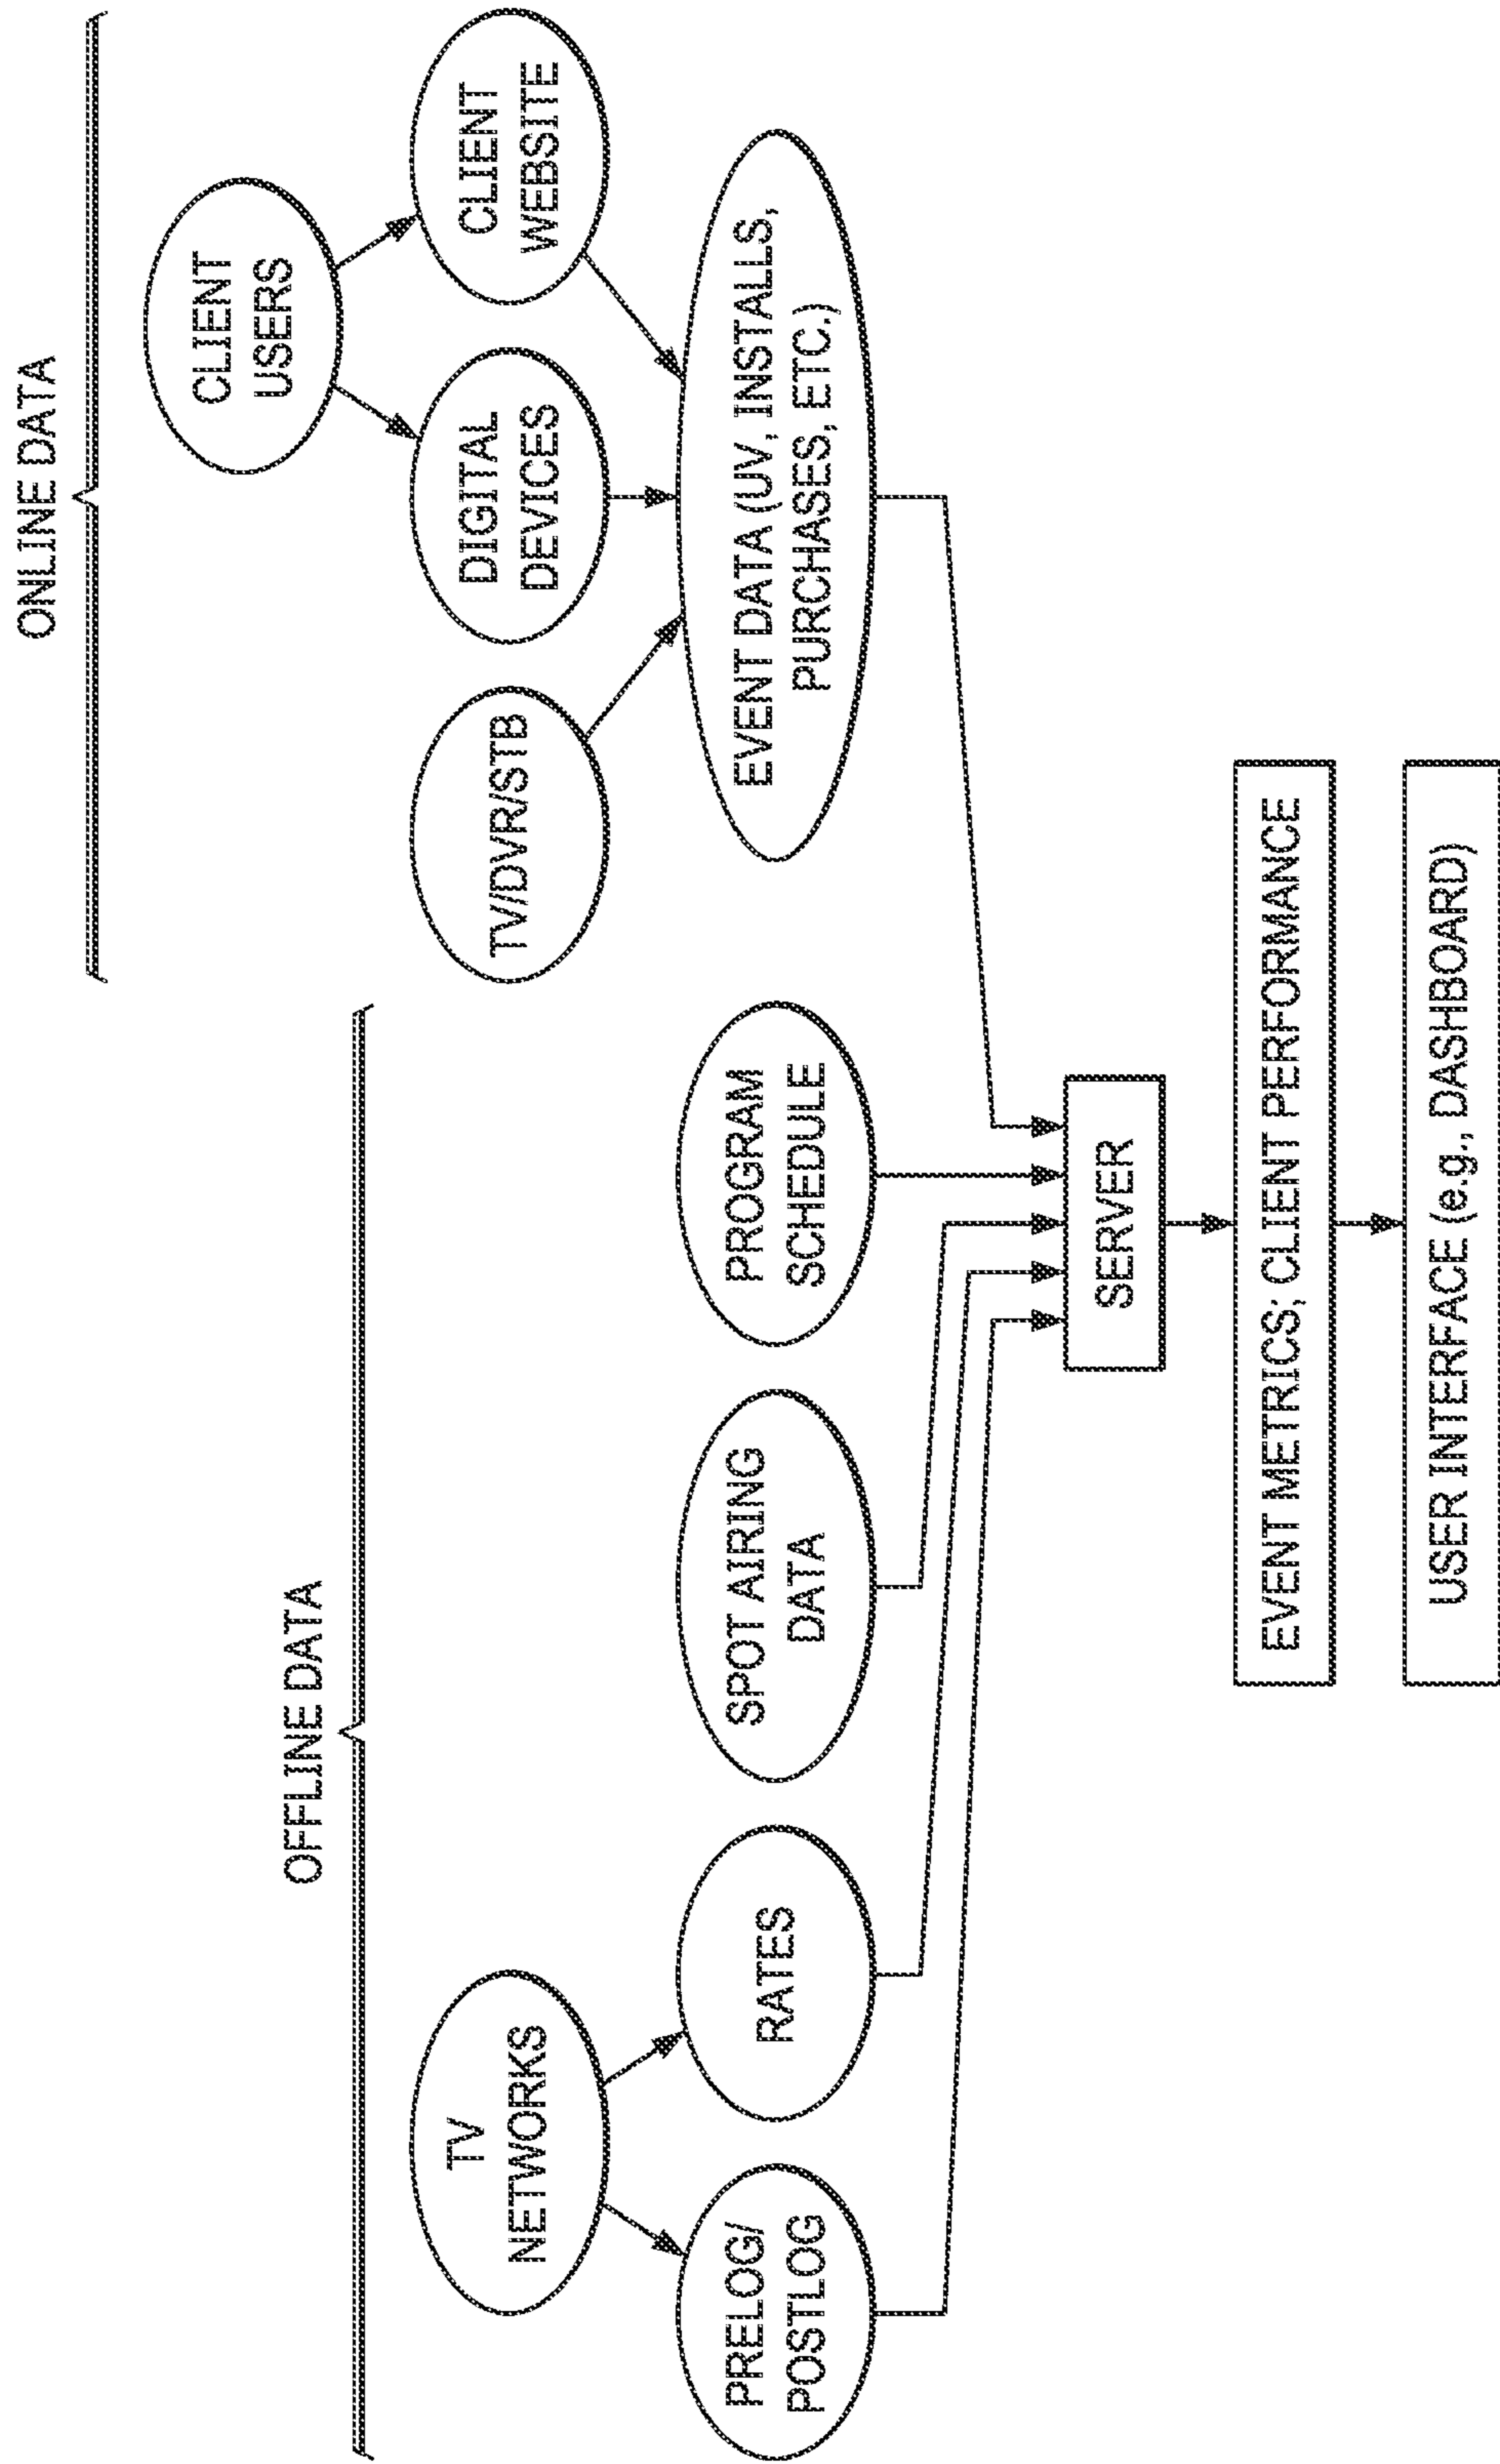 ONLINE DATA
CLIENT
USERS
OFFLINE DATA
TV
NETWORKS
TV/DVR/STB
DIGITAL
DEVICES
CLIENT
WEBSITE
PRELOG/
POSTLOG
RATES
SPOT AIRING
DATA
PROGRAM
SCHEDULE
EVENT DATA (UV, INSTALLS,
PURCHASES, ETC.)
SERVER
EVENT METRICS; CLIENT PERFORMANCE
USER INTERFACE (e.g., DASHBOARD)